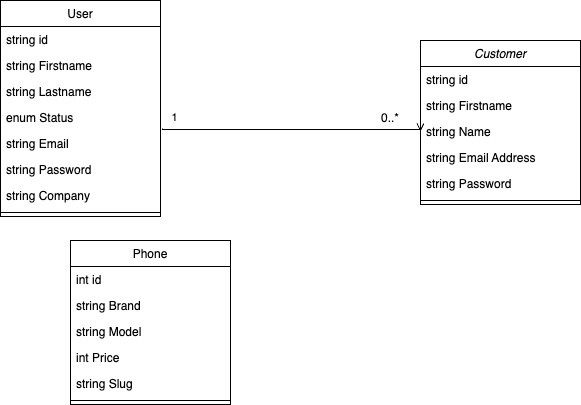 User
string id
string Firstname
string Lastname
enum Status
string Email
string Password
string Company
1
0..*
Customer
string id
string Firstname
string Name
string Email Address
string Password
Phone
int id
string Brand
string Model
int Price
string Slug